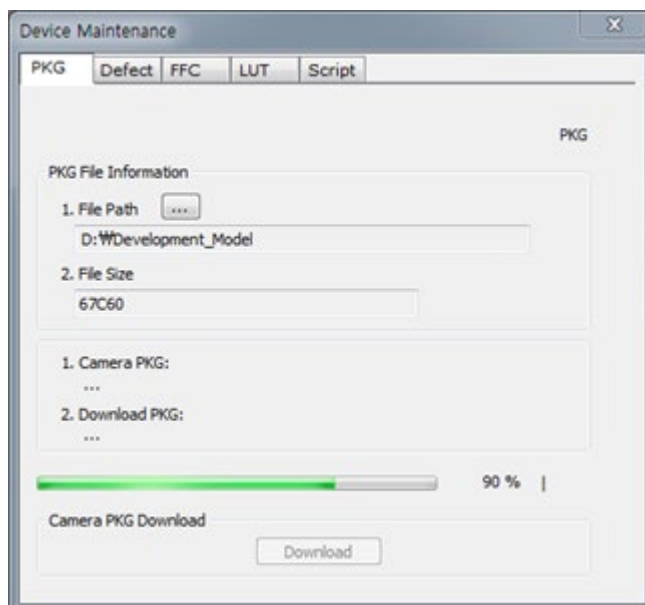 Device Maintenance
PKG Defect FFC LUT Script
PKG
PKG File Information
1. File Path ...
D:₩Development_Model
2. File Size
67C60
1. Camera PKG:
...
2. Download PKG:
...
90 % |
Camera PKG Download
Download